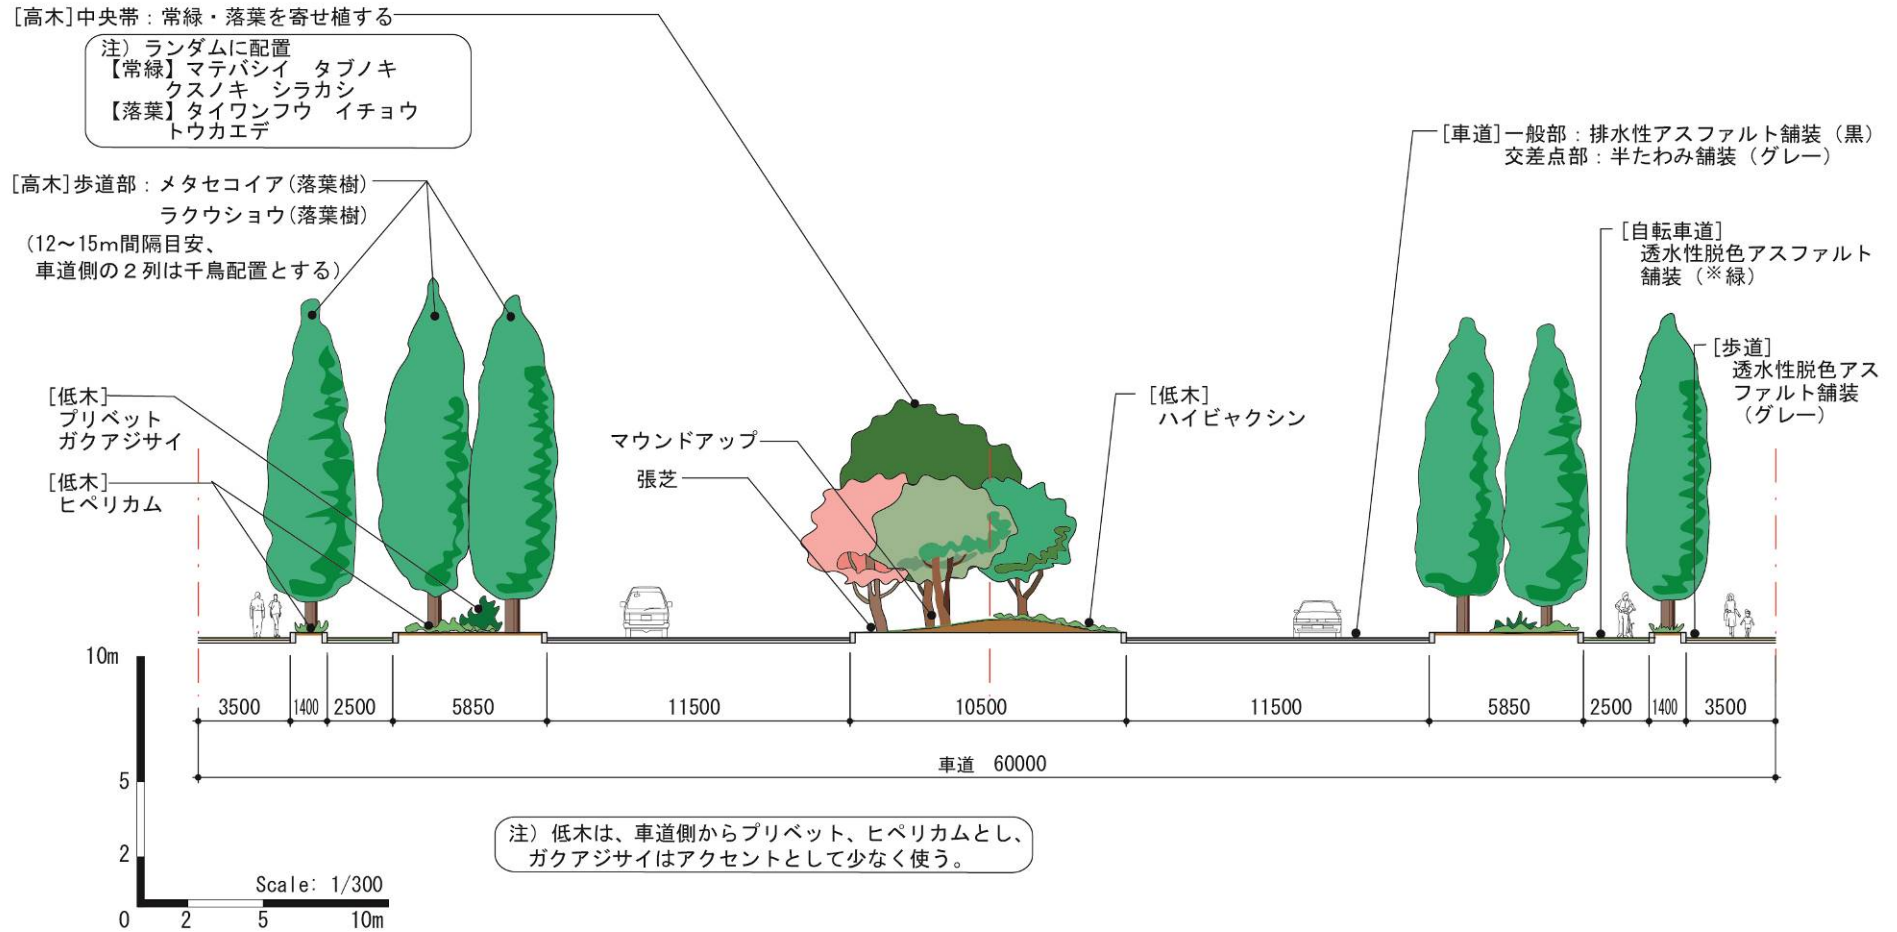 [高木]中央帯：常緑・落葉を寄せ植する
注）ランダムに配置
【常緑】マテバシイ　タブノキ
クスノキ　シラカシ
【落葉】タイワンフウ　イチョウ
トウカエデ
[高木]歩道部：メタセコイア(落葉樹)
ラクウショウ(落葉樹)
（12～15m間隔目安、
車道側の２列は千鳥配置とする）
[低木]
プリベット
ガクアジサイ
[低木]
ヒペリカム
マウンドアップ
張芝
[低木]
ハイビャクシン
[車道]一般部：排水性アスファルト舗装（黒）
交差点部：半たわみ舗装（グレー）
[自転車道]
透水性脱色アスファルト
舗装（※緑）
[歩道]
透水性脱色アス
ファルト舗装
（グレー）
3500 1400 2500 5850 11500 10500 11500 5850 2500 1400 3500
車道　60000
10m
5
2
0 2 5 10m
Scale: 1/300
注）低木は、車道側からプリベット、ヒペリカムとし、
ガクアジサイはアクセントとして少なく使う。